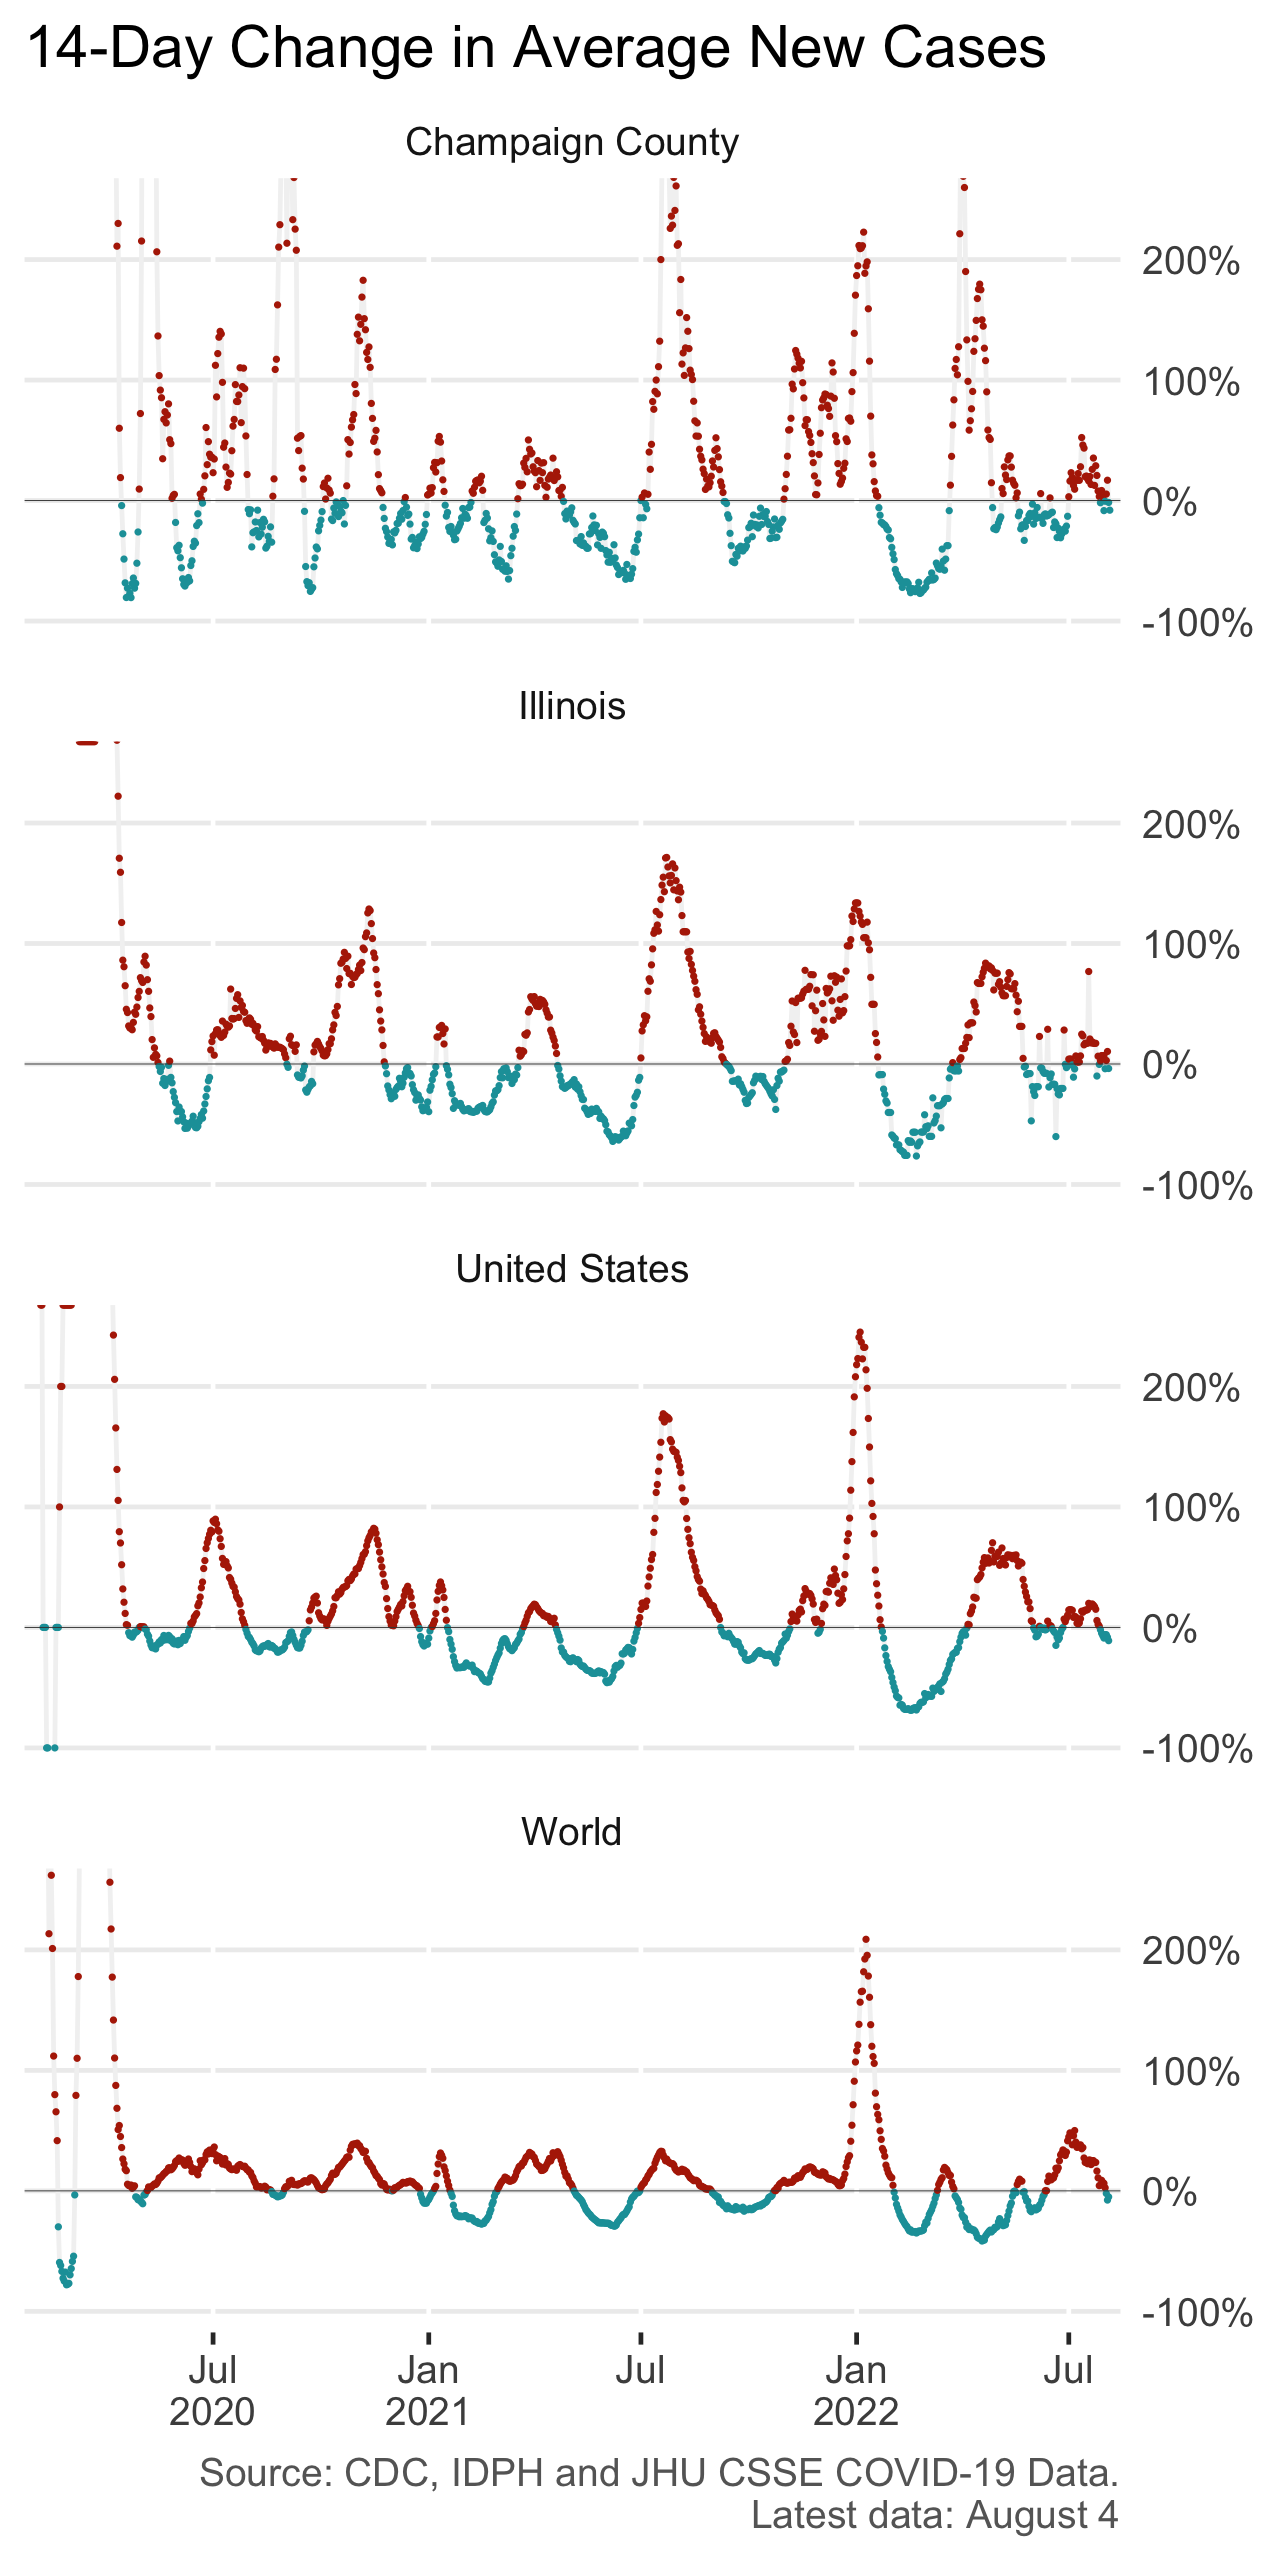 14-Day Change in Average New Cases
Champaign County
200%
100%
0%
-100%
Illinois
200%
100%
0%
-100%
United States
200%
100%
0%
-100%
World
200%
100%
0%
-100%
Jul Jan Jul Jan Jul
2020 2021 2022
Source: CDC, IDPH and JHU CSSE COVID-19 Data.
Latest data: August 4